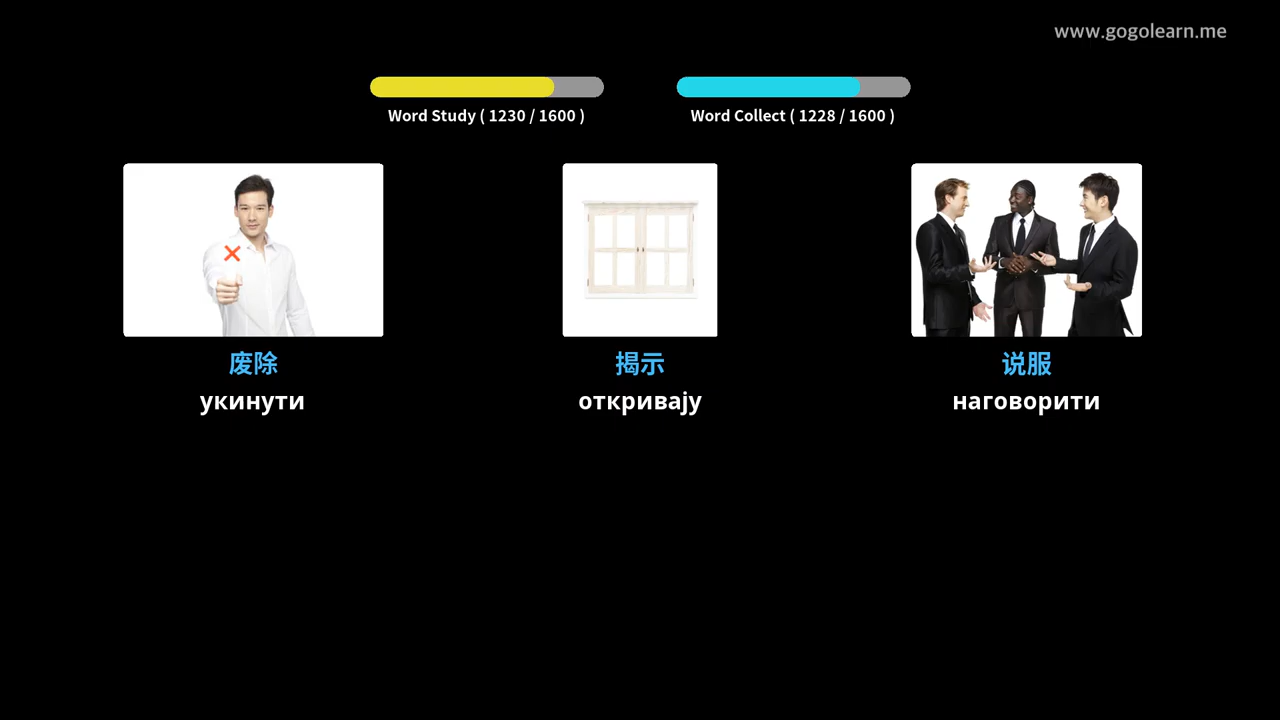 www.gogolearn.me
Word Study ( 1230 / 1600 )
Word Collect ( 1228 / 1600 )
废除
揭示
说服
укинути
откривају
наговорити